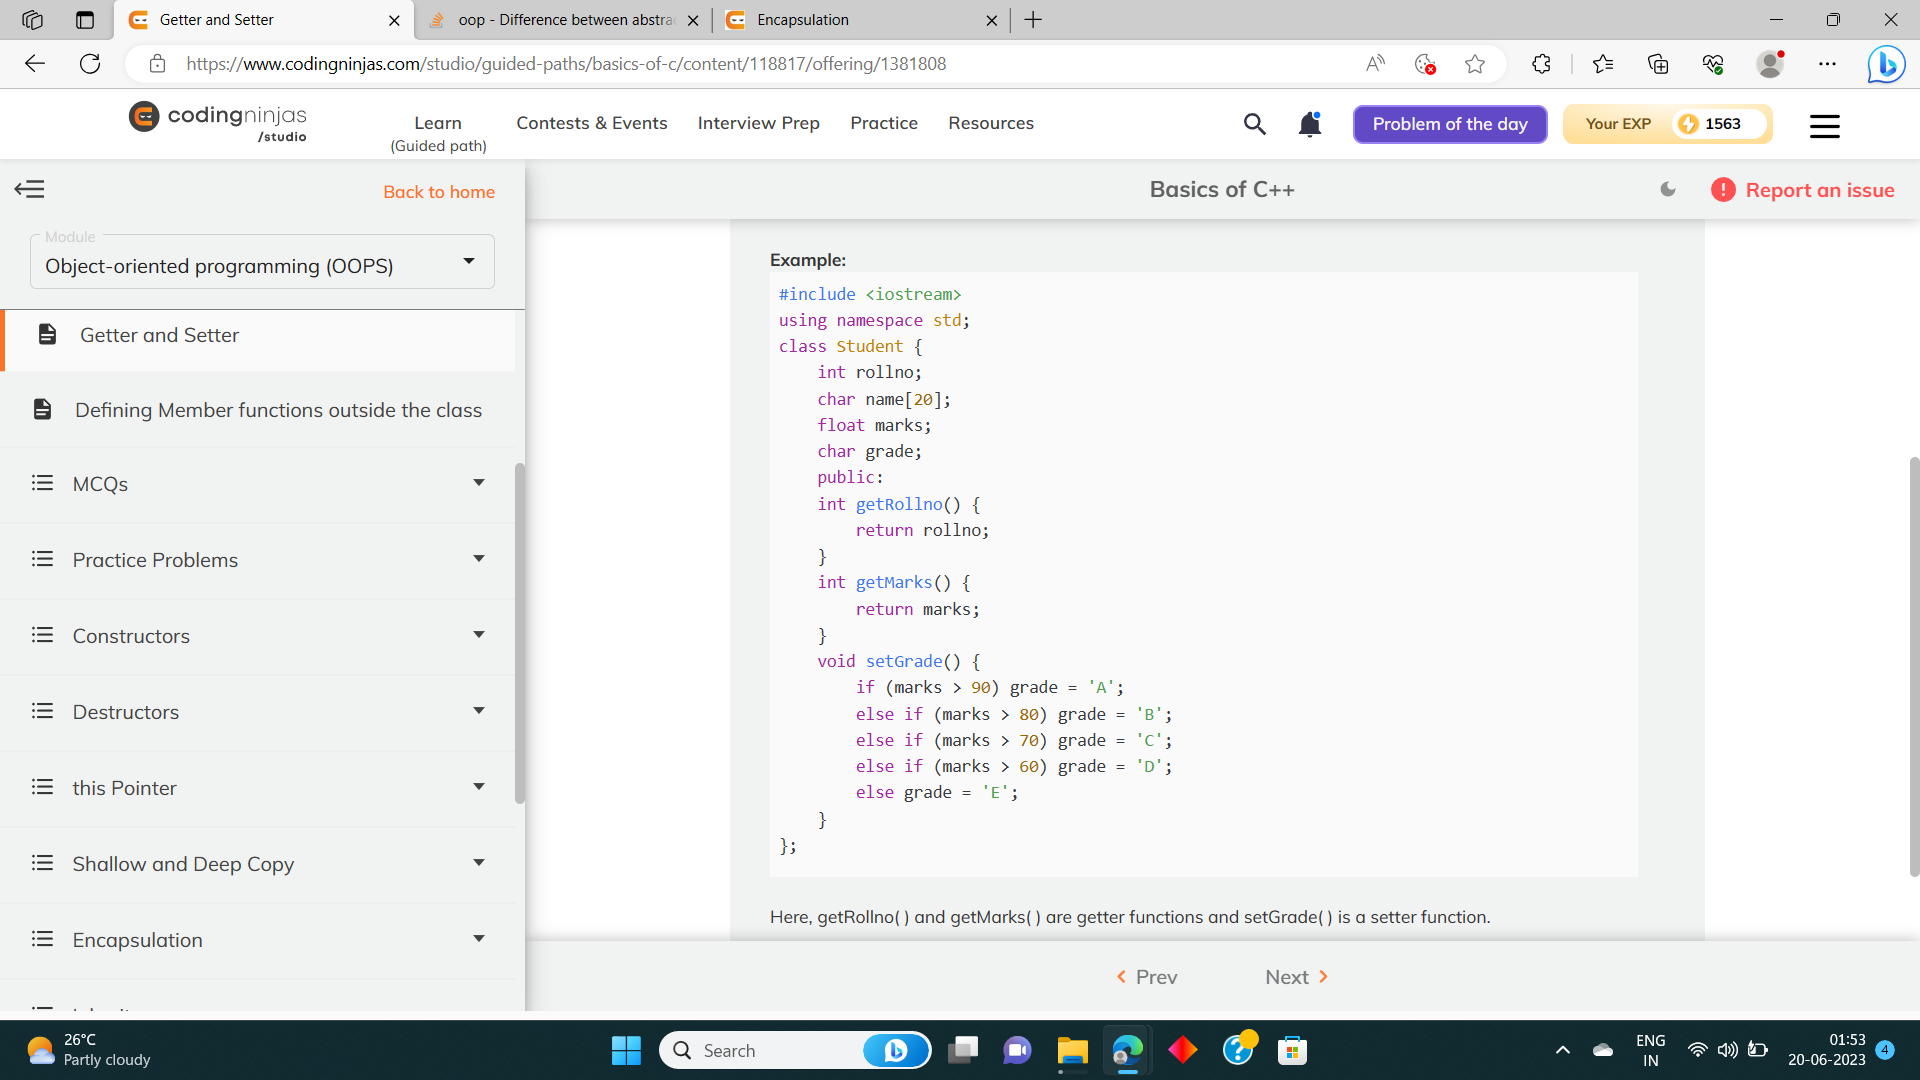 Getter and Setter
oop - Difference between abstra
Encapsulation
https://www.codingninjas.com/studio/guided-paths/basics-of-c/content/118817/offering/1381808
codingninjas
/studio
Learn
(Guided path)
Contests & Events
Interview Prep
Practice
Resources
Problem of the day
Your EXP
1563
Back to home
Basics of C++
Report an issue
Module
Object-oriented programming (OOPS)
Getter and Setter
Defining Member functions outside the class
MCQs
Practice Problems
Constructors
Destructors
this Pointer
Shallow and Deep Copy
Encapsulation
Example:
#include <iostream>
using namespace std;
class Student {
    int rollno;
    char name[20];
    float marks;
    char grade;
    public:
    int getRollno() {
        return rollno;
    }
    int getMarks() {
        return marks;
    }
    void setGrade() {
        if (marks > 90) grade = 'A';
        else if (marks > 80) grade = 'B';
        else if (marks > 70) grade = 'C';
        else if (marks > 60) grade = 'D';
        else grade = 'E';
    }
};
Here, getRollno( ) and getMarks( ) are getter functions and setGrade( ) is a setter function.
Prev
Next
26°C
Partly cloudy
Search
ENG
IN
01:53
20-06-2023
4